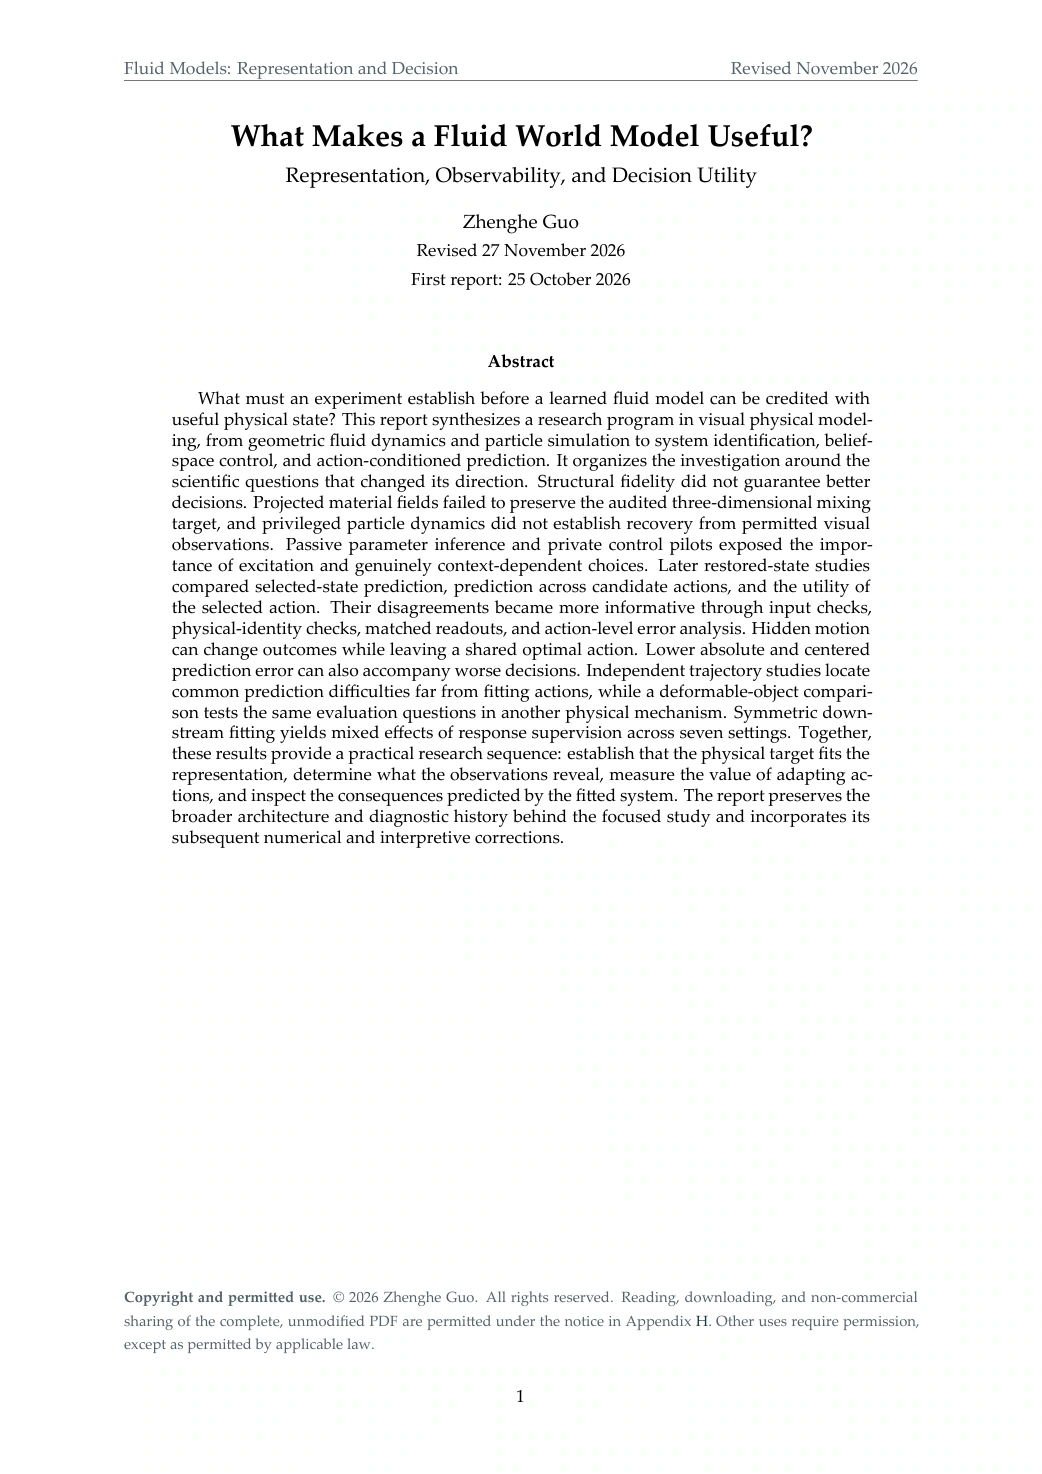 Fluid Models: Representation and Decision Revised November 2026
What Makes a Fluid World Model Useful?
Representation, Observability, and Decision Utility
Zhenghe Guo
Revised 27 November 2026
First report: 25 October 2026
Abstract
What must an experiment establish before a learned fluid model can be credited with
useful physical state? This report synthesizes a research program in visual physical model-
ing, from geometric fluid dynamics and particle simulation to system identification, belief-
space control, and action-conditioned prediction. It organizes the investigation around the
scientific questions that changed its direction. Structural fidelity did not guarantee better
decisions. Projected material fields failed to preserve the audited three-dimensional mixing
target, and privileged particle dynamics did not establish recovery from permitted visual
observations. Passive parameter inference and private control pilots exposed the impor-
tance of excitation and genuinely context-dependent choices. Later restored-state studies
compared selected-state prediction, prediction across candidate actions, and the utility of
the selected action. Their disagreements became more informative through input checks,
physical-identity checks, matched readouts, and action-level error analysis. Hidden motion
can change outcomes while leaving a shared optimal action. Lower absolute and centered
prediction error can also accompany worse decisions. Independent trajectory studies locate
common prediction difficulties far from fitting actions, while a deformable-object compari-
son tests the same evaluation questions in another physical mechanism. Symmetric down-
stream fitting yields mixed effects of response supervision across seven settings. Together,
these results provide a practical research sequence: establish that the physical target fits the
representation, determine what the observations reveal, measure the value of adapting ac-
tions, and inspect the consequences predicted by the fitted system. The report preserves the
broader architecture and diagnostic history behind the focused study and incorporates its
subsequent numerical and interpretive corrections.
Copyright and permitted use. © 2026 Zhenghe Guo. All rights reserved. Reading, downloading, and non-commercial
sharing of the complete, unmodified PDF are permitted under the notice in Appendix H. Other uses require permission,
except as permitted by applicable law.
1